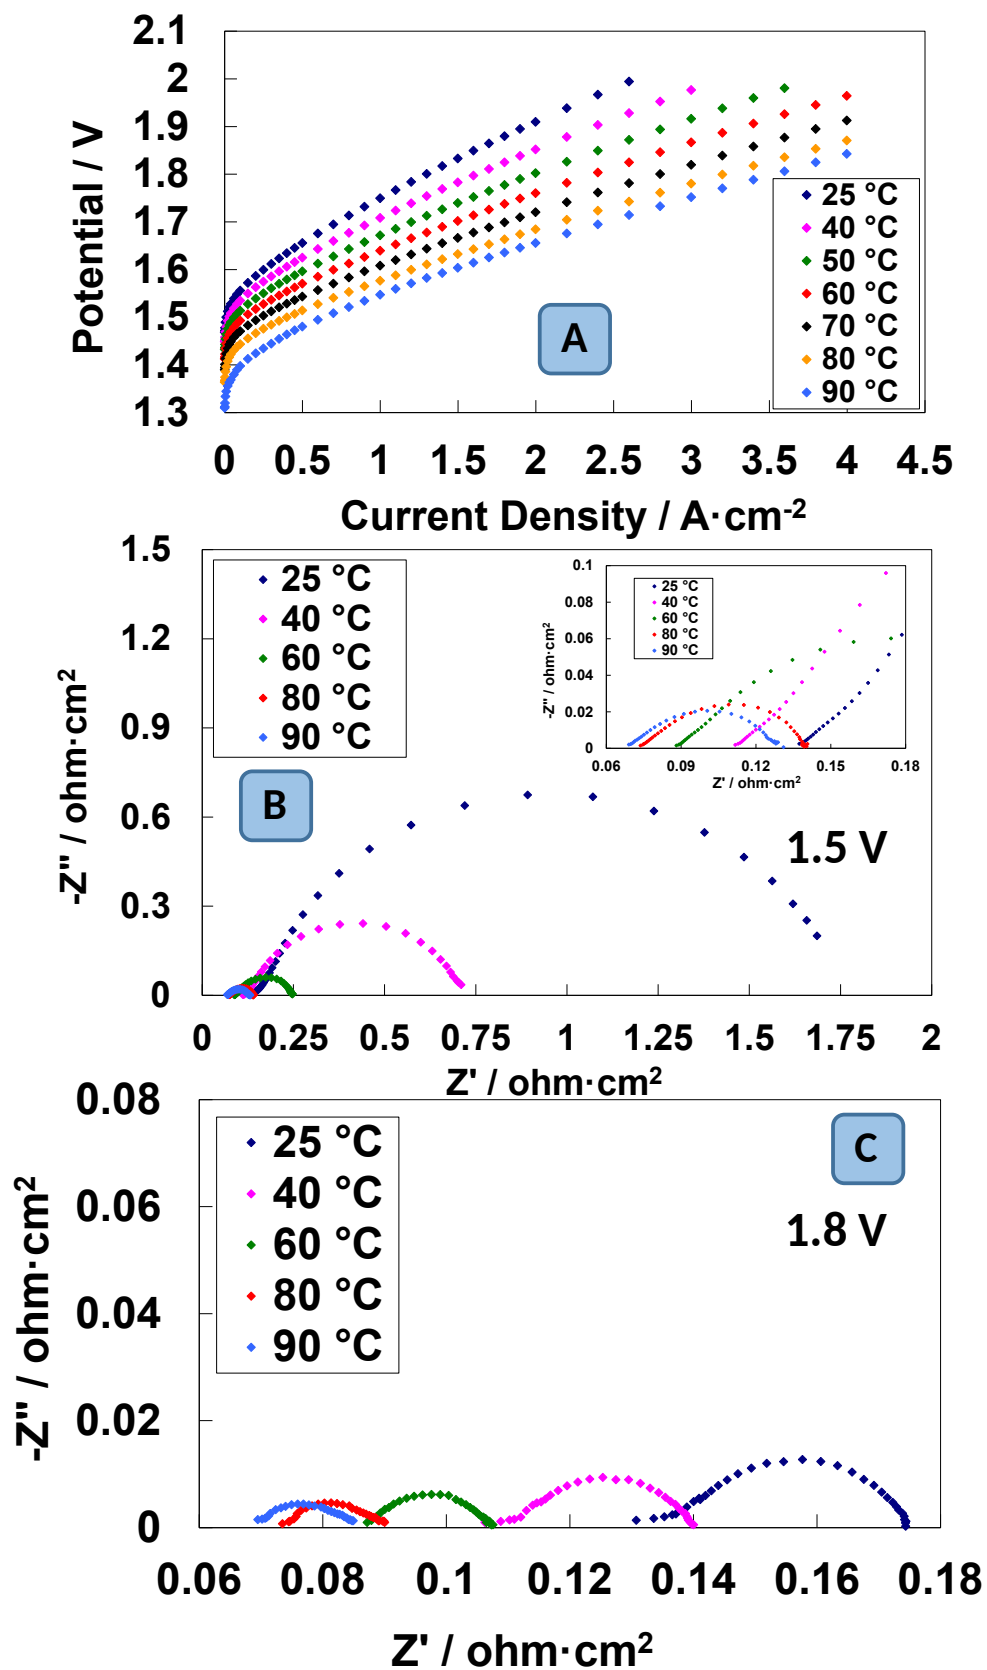 2.1
2
1.9
1.8
1.7
1.6
1.5
1.4
1.3
Potential / V
25 °C
40 °C
50 °C
60 °C
70 °C
80 °C
90 °C
A
0 0.5 1 1.5 2 2.5 3 3.5 4 4.5
Current Density / A·cm-2
1.5
1.2
0.9
0.6
0.3
0
-Z" / ohm·cm2
25 °C
40 °C
60 °C
80 °C
90 °C
B
0.1
0.08
0.06
0.04
0.02
0
-Z" / ohm·cm2
25 °C
40 °C
60 °C
80 °C
90 °C
0.06 0.09 0.12 0.15 0.18
Z' / ohm·cm2
1.5 V
0 0.25 0.5 0.75 1 1.25 1.5 1.75 2
Z' / ohm·cm2
0.08
0.06
0.04
0.02
0
-Z" / ohm·cm2
25 °C
40 °C
60 °C
80 °C
90 °C
C
1.8 V
0.06 0.08 0.1 0.12 0.14 0.16 0.18
Z' / ohm·cm2